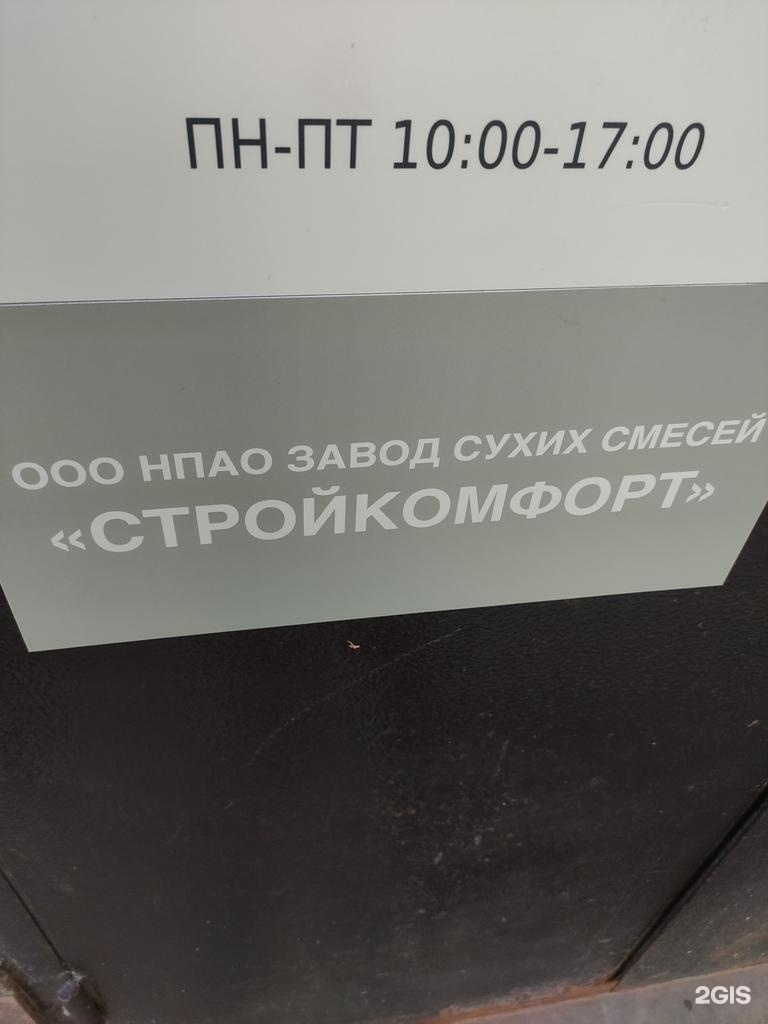 ПН-ПТ 10:00-17:00
ООО НПАО ЗАВОД СУХИХ СМЕСЕЙ
«СТРОЙКОМФОРТ»
2GIS